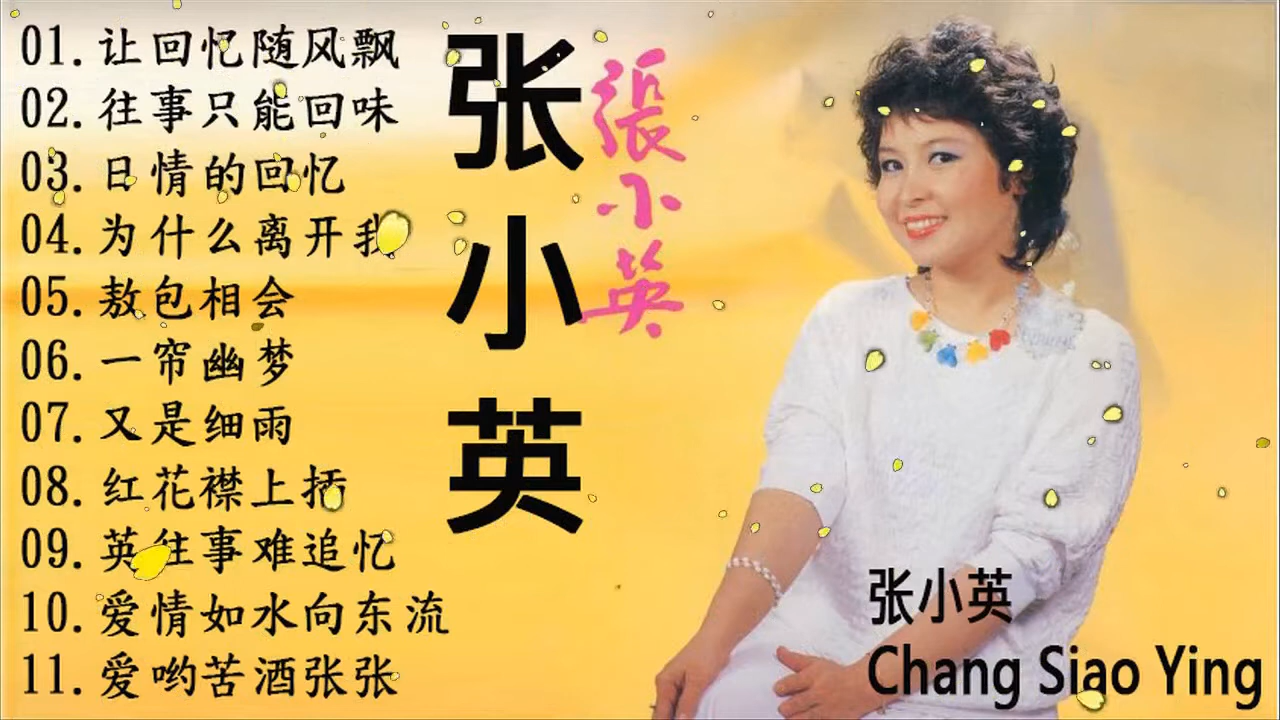 01. 让回忆随风飘
02. 往事只能回味
03. 日情的回忆
04. 为什么离开我
05. 敖包相会
06. 一帘幽梦
07. 又是细雨
08. 红花襟上插
09. 英往事难追忆
10. 爱情如水向东流
11. 爱哟苦酒张张
张小英
張小英
张小英
Chang Siao Ying